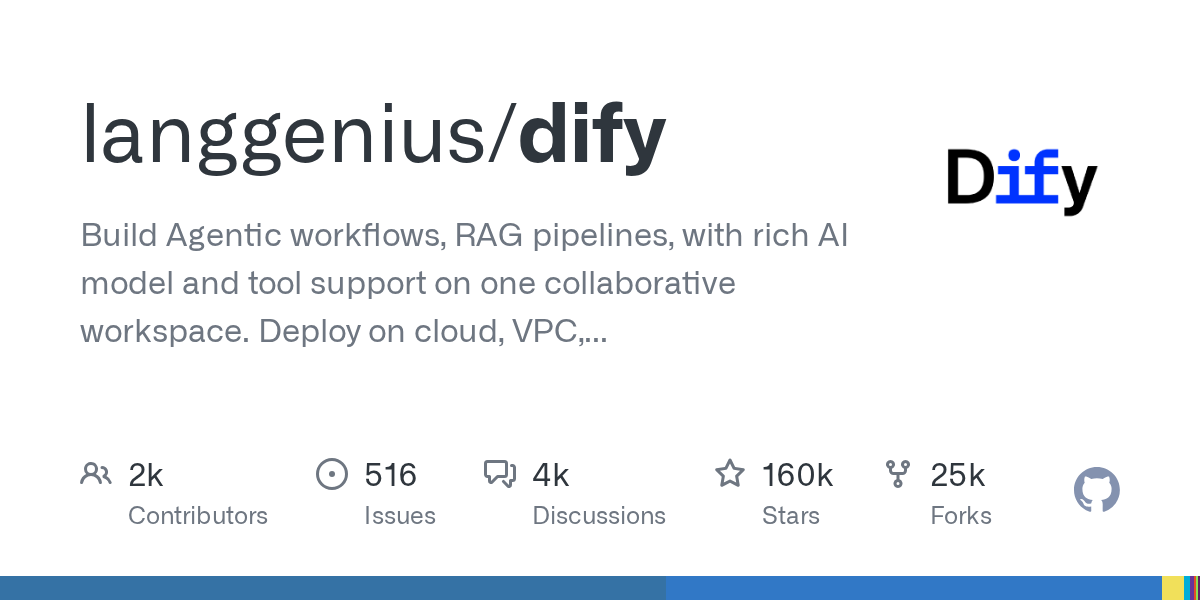 langgenius/dify
Dify
Build Agentic workflows, RAG pipelines, with rich AI
model and tool support on one collaborative
workspace. Deploy on cloud, VPC,...
2k
Contributors
516
Issues
4k
Discussions
160k
Stars
25k
Forks